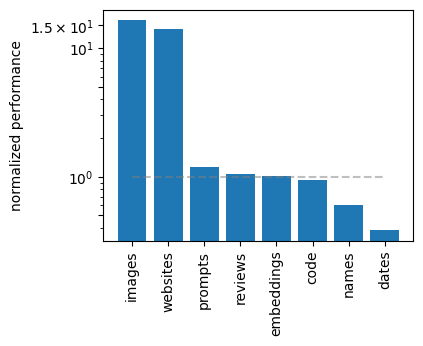 normalized performance
1.5 × 10¹
10¹
10⁰
images
websites
prompts
reviews
embeddings
code
names
dates